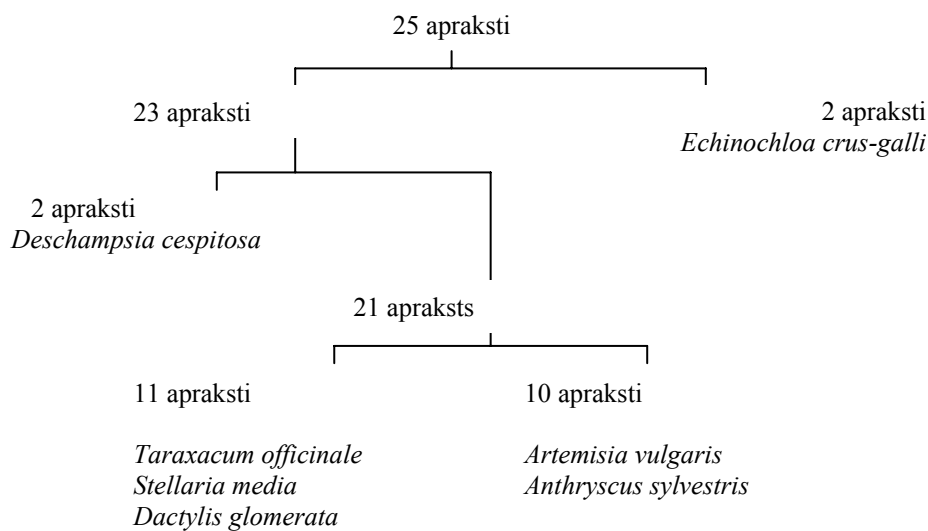 25 apraksti
23 apraksti
2 apraksti
Echinochloa crus-galli
2 apraksti
Deschampsia cespitosa
21 apraksts
11 apraksti
10 apraksti
Taraxacum officinale
Artemisia vulgaris
Stellaria media
Anthryscus sylvestris
Dactylis glomerata